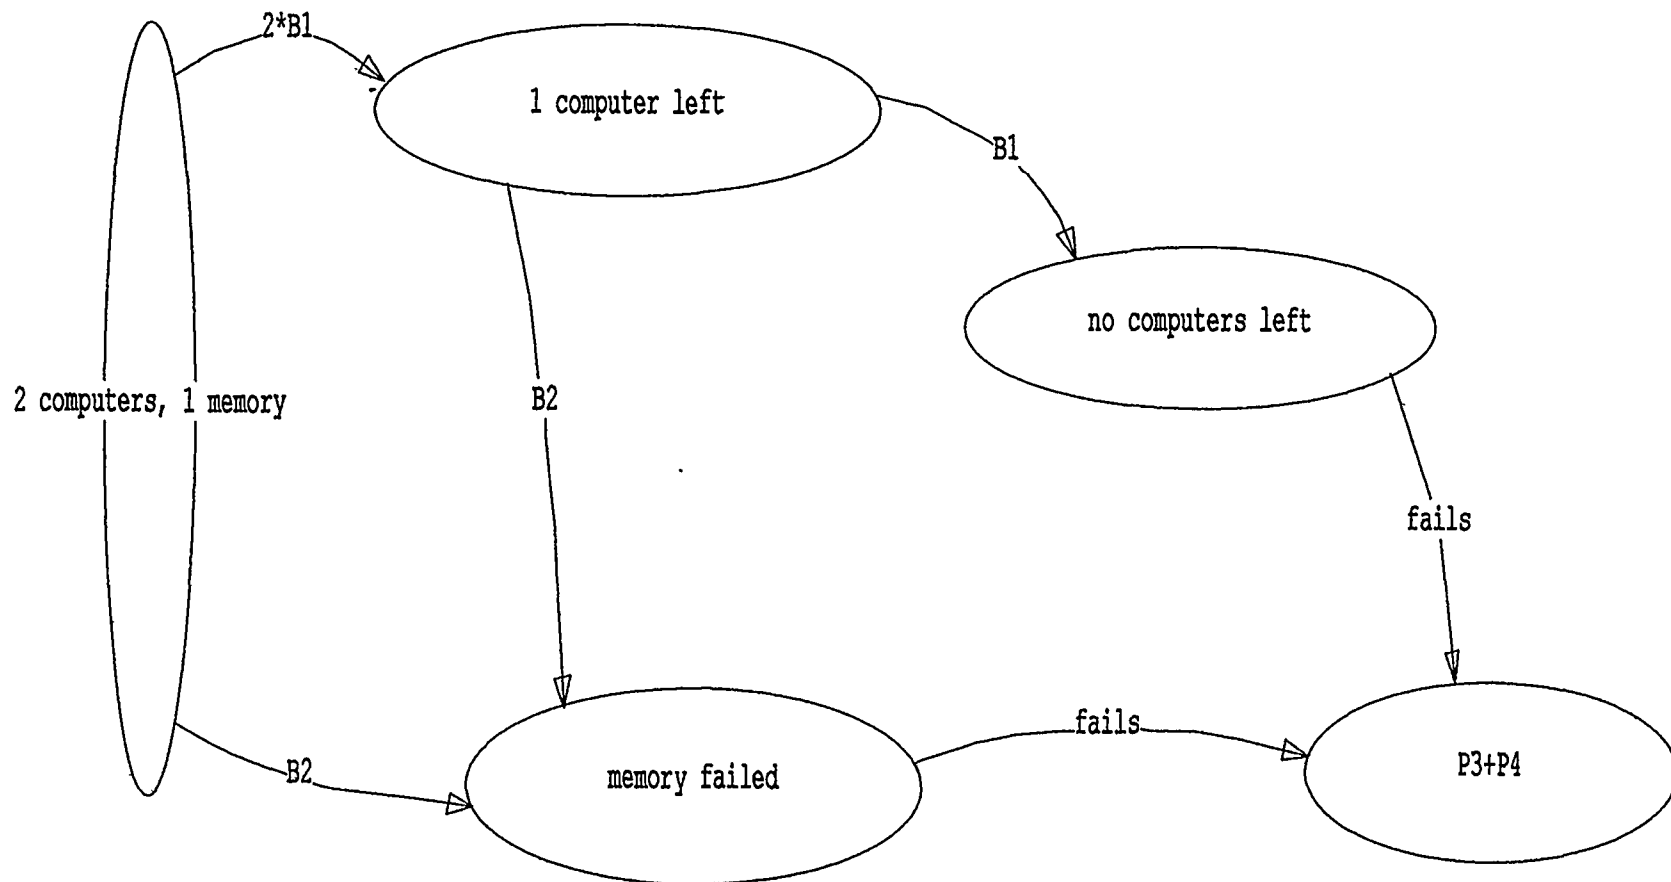 2*B1
1 computer left
B1
no computers left
2 computers, 1 memory
B2
fails
fails
B2
memory failed
P3+P4